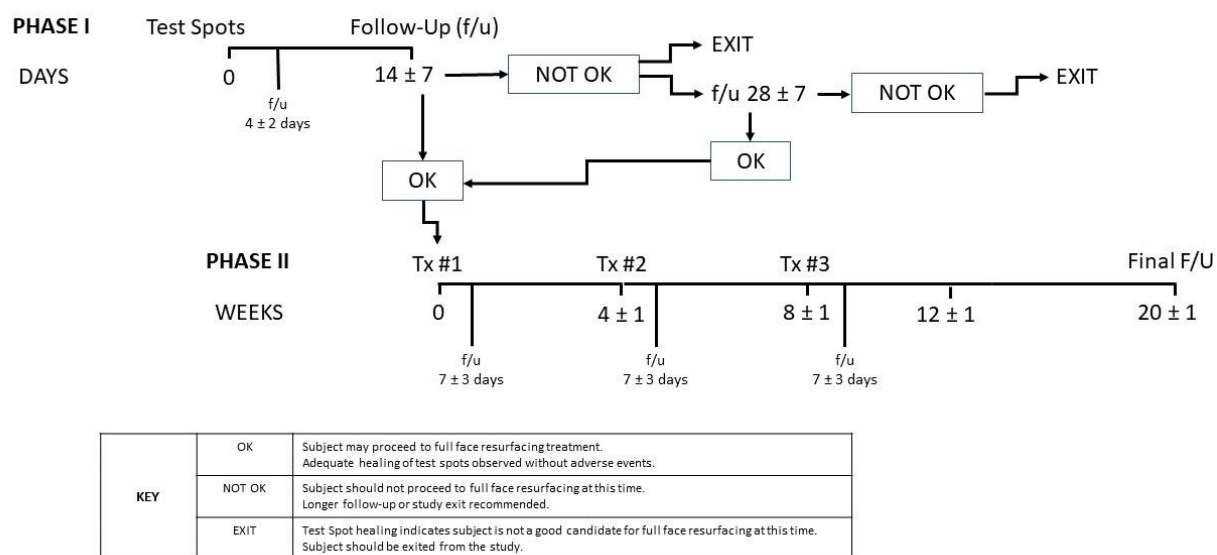 PHASE I
Test Spots
Follow-Up (f/u)
EXIT
DAYS
0
14 ± 7
NOT OK
f/u 28 ± 7
NOT OK
EXIT
f/u
4 ± 2 days
OK
OK
PHASE II
Tx #1
Tx #2
Tx #3
Final F/U
WEEKS
0
4 ± 1
8 ± 1
12 ± 1
20 ± 1
f/u
7 ± 3 days
f/u
7 ± 3 days
f/u
7 ± 3 days
KEY
OK
Subject may proceed to full face resurfacing treatment.
Adequate healing of test spots observed without adverse events.
NOT OK
Subject should not proceed to full face resurfacing at this time.
Longer follow-up or study exit recommended.
EXIT
Test Spot healing indicates subject is not a good candidate for full face resurfacing at this time.
Subject should be exited from the study.